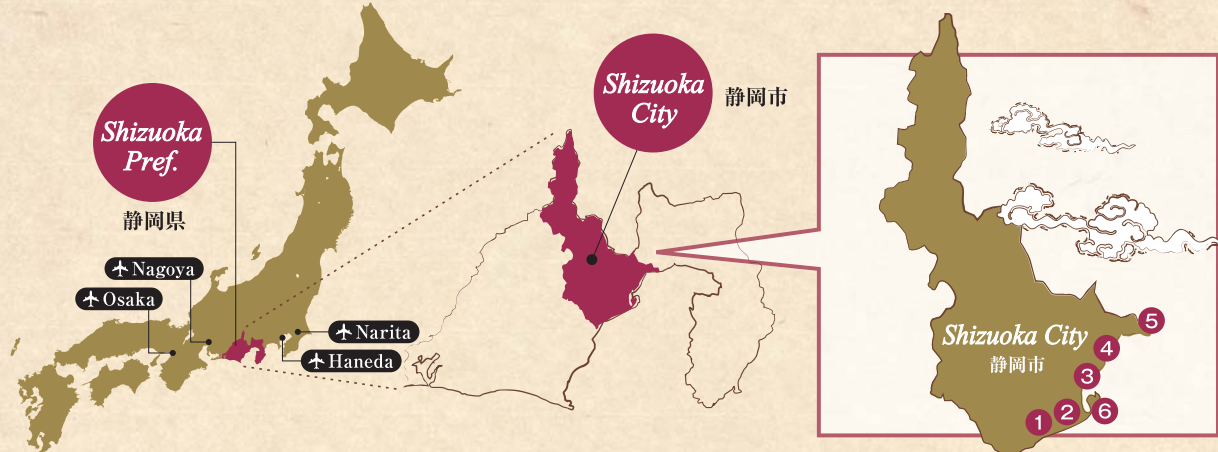 Shizuoka
Pref.
静岡県
Nagoya
Osaka
Narita
Haneda
Shizuoka
City
静岡市
Shizuoka City
静岡市
1
2
3
4
5
6